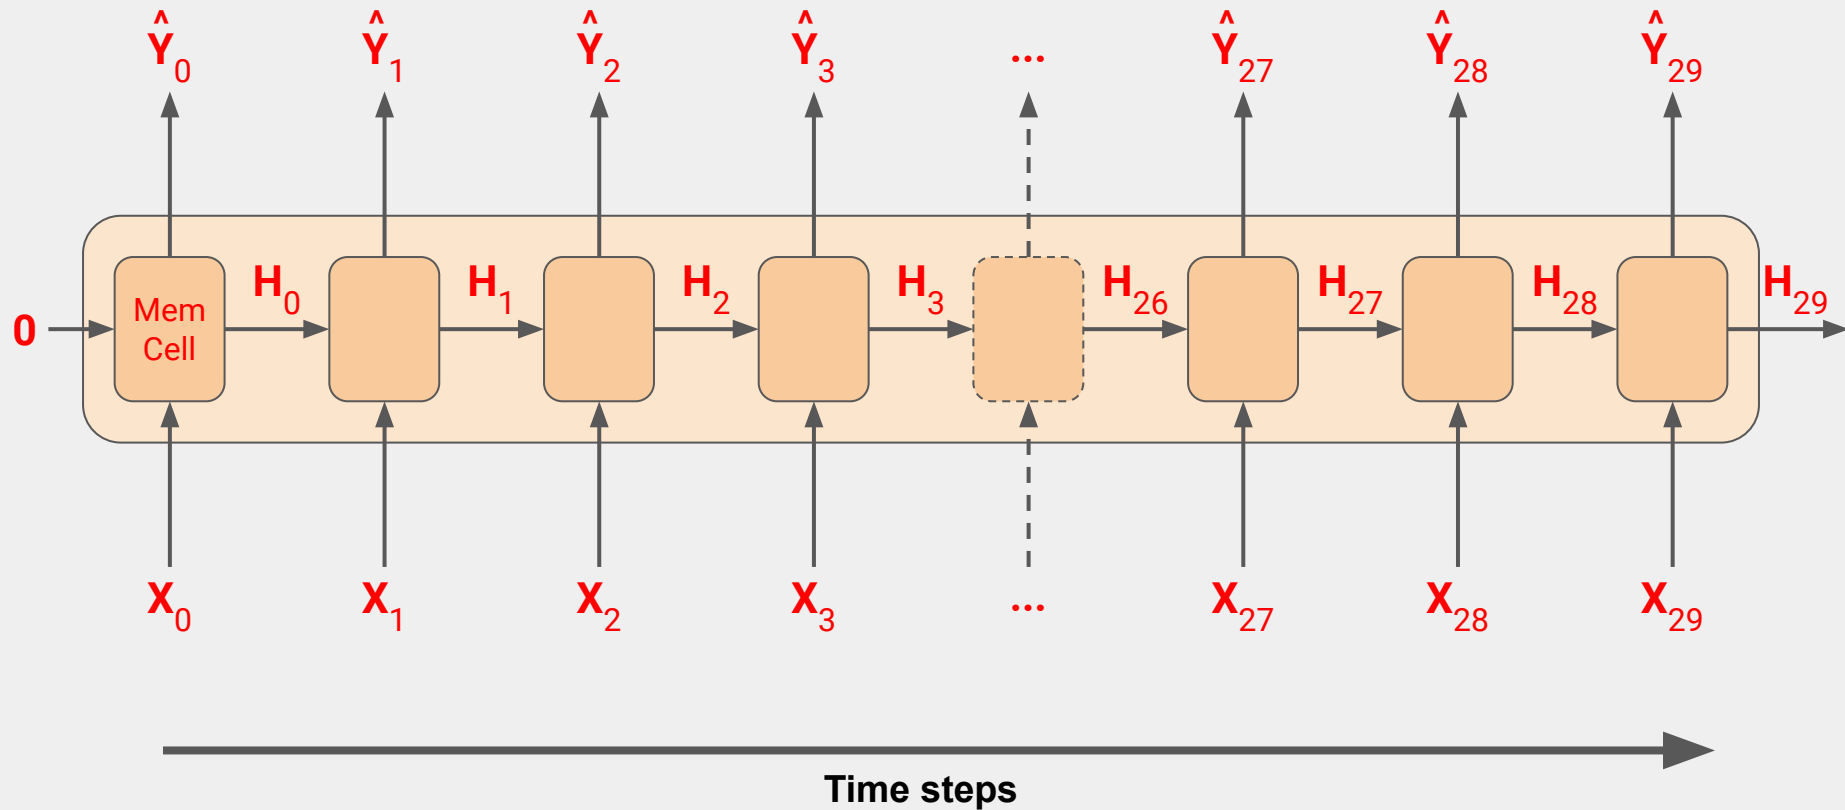 Ŷ₀ Ŷ₁ Ŷ₂ Ŷ₃ ... Ŷ₂₇ Ŷ₂₈ Ŷ₂₉
H₀ H₁ H₂ H₃ H₂₆ H₂₇ H₂₈ H₂₉
0
Mem
Cell
X₀ X₁ X₂ X₃ ... X₂₇ X₂₈ X₂₉
Time steps